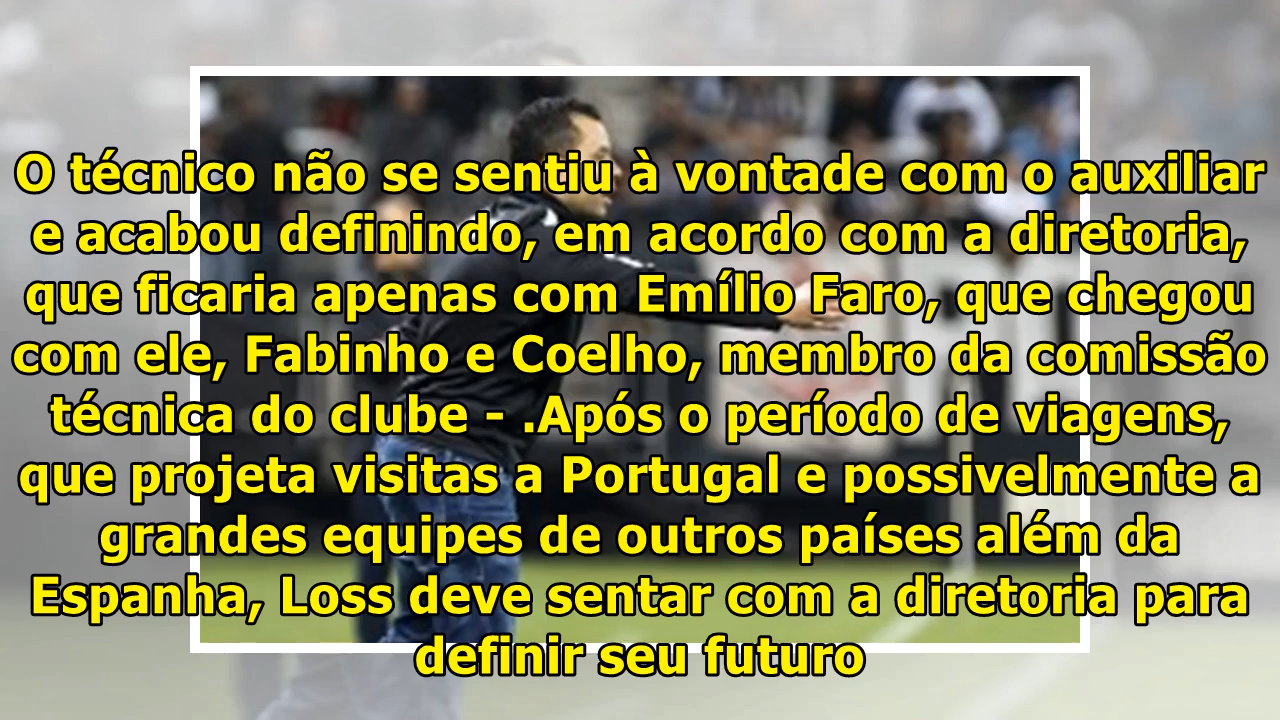 O técnico não se sentiu à vontade com o auxiliar
e acabou definindo, em acordo com a diretoria,
que ficaria apenas com Emílio Faro, que chegou
com ele, Fabinho e Coelho, membro da comissão
técnica do clube - .Após o período de viagens,
que projeta visitas a Portugal e possivelmente a
grandes equipes de outros países além da
Espanha, Loss deve sentar com a diretoria para
definir seu futuro